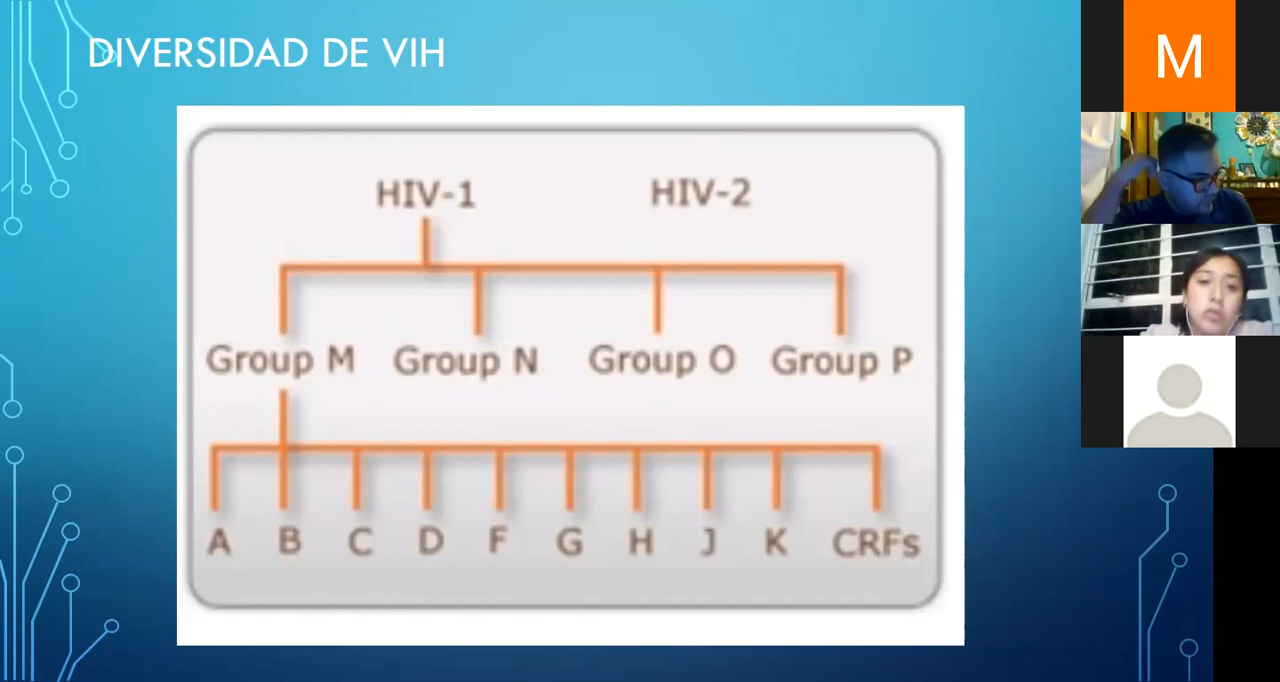 DIVERSIDAD DE VIH
HIV-1 HIV-2
Group M Group N Group O Group P
A B C D F G H J K CRFs
M